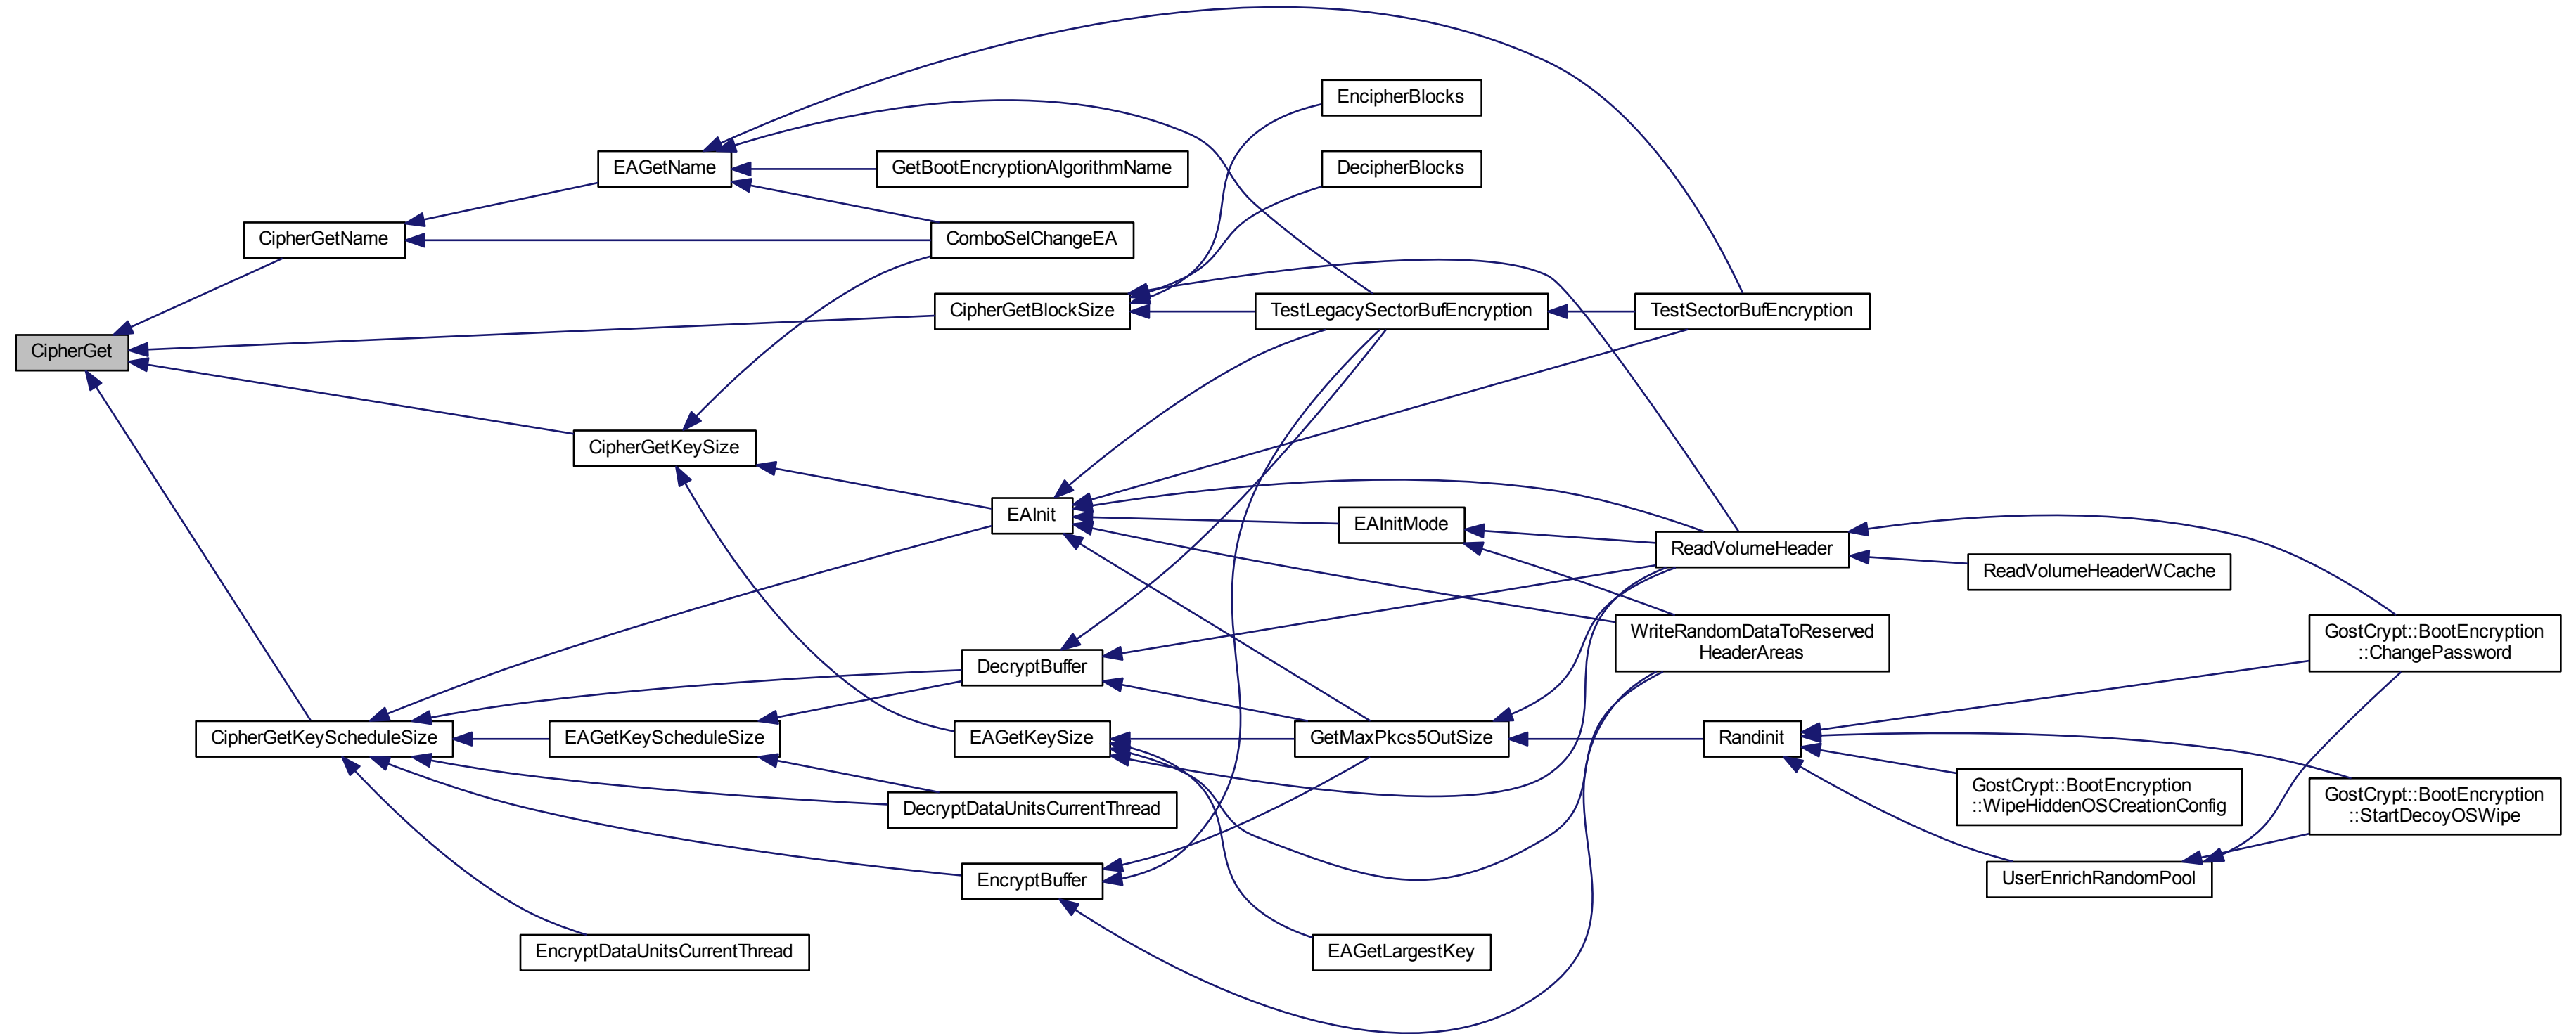 EncipherBlocks
DecipherBlocks
EAGetName
GetBootEncryptionAlgorithmName
CipherGetName
ComboSelChangeEA
CipherGetBlockSize
TestLegacySectorBufEncryption
TestSectorBufEncryption
CipherGet
CipherGetKeySize
EAInit
EAInitMode
ReadVolumeHeader
ReadVolumeHeaderWCache
WriteRandomDataToReserved
HeaderAreas
GostCrypt::BootEncryption
::ChangePassword
DecryptBuffer
CipherGetKeyScheduleSize
EAGetKeyScheduleSize
EAGetKeySize
GetMaxPkcs5OutSize
Randinit
GostCrypt::BootEncryption
::WipeHiddenOSCreationConfig
GostCrypt::BootEncryption
::StartDecoyOSWipe
DecryptDataUnitsCurrentThread
EncryptBuffer
UserEnrichRandomPool
EncryptDataUnitsCurrentThread
EAGetLargestKey